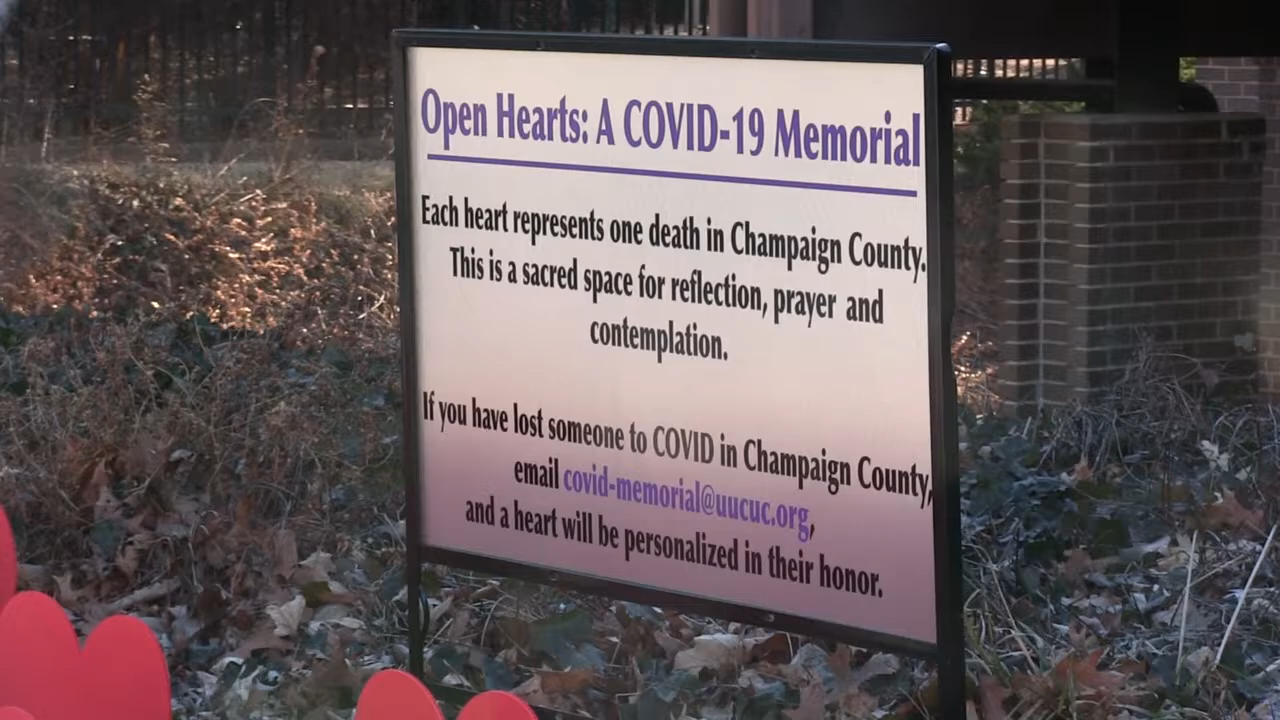 Open Hearts: A COVID-19 Memorial
Each heart represents one death in Champaign County.
This is a sacred space for reflection, prayer and
contemplation.
If you have lost someone to COVID in Champaign County,
email covid-memorial@uucuc.org,
and a heart will be personalized in their honor.